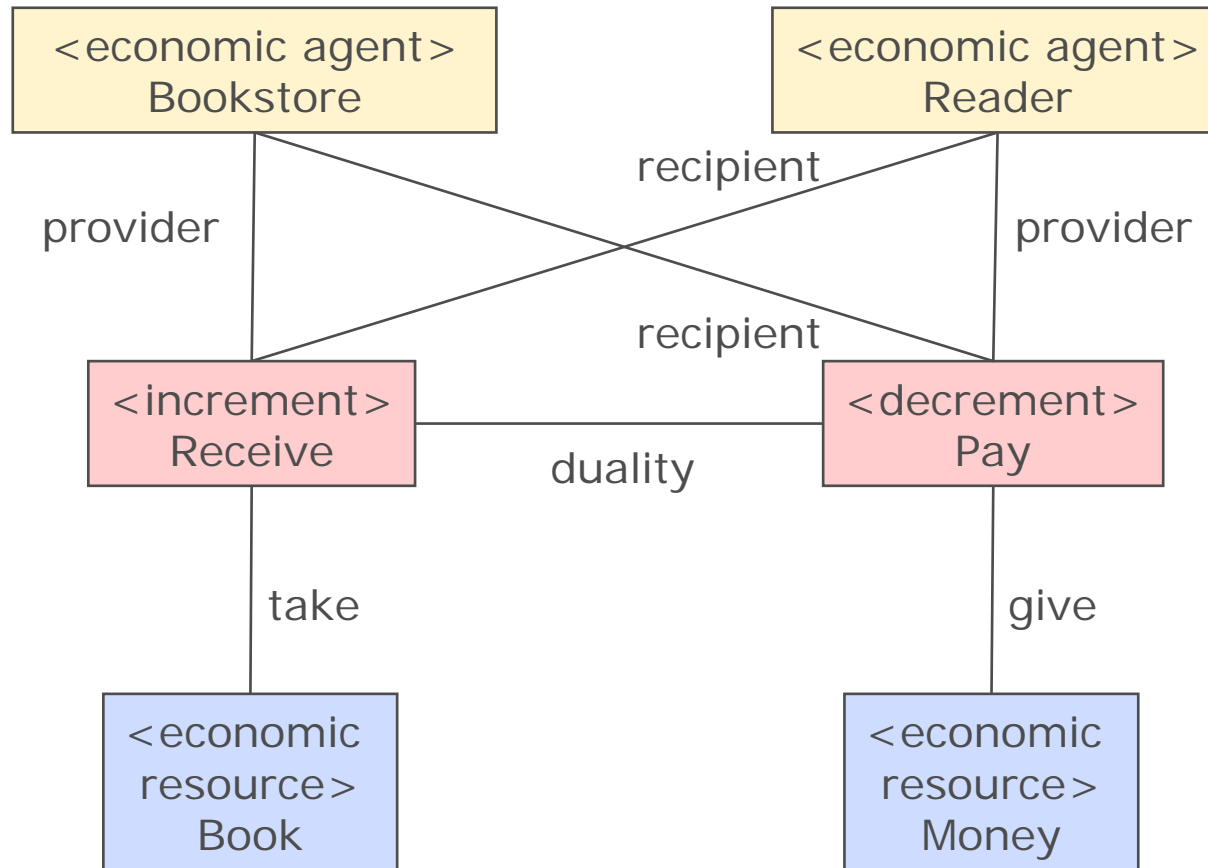 <economic agent>
Bookstore
<economic agent>
Reader
recipient
provider
provider
recipient
<increment>
Receive
<decrement>
Pay
duality
take
give
<economic
resource>
Book
<economic
resource>
Money